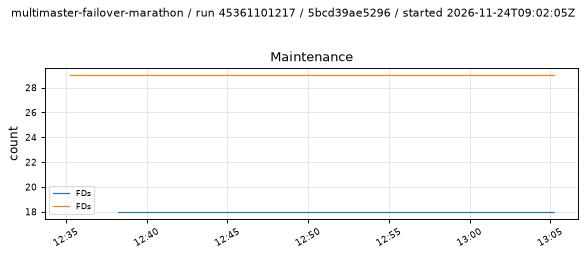 multimaster-failover-marathon / run 45361101217 / 5bcd39ae5296 / started 2026-11-24T09:02:05Z
Maintenance
count
28
26
24
22
20
18
FDs
FDs
12:35
12:40
12:45
12:50
12:55
13:00
13:05